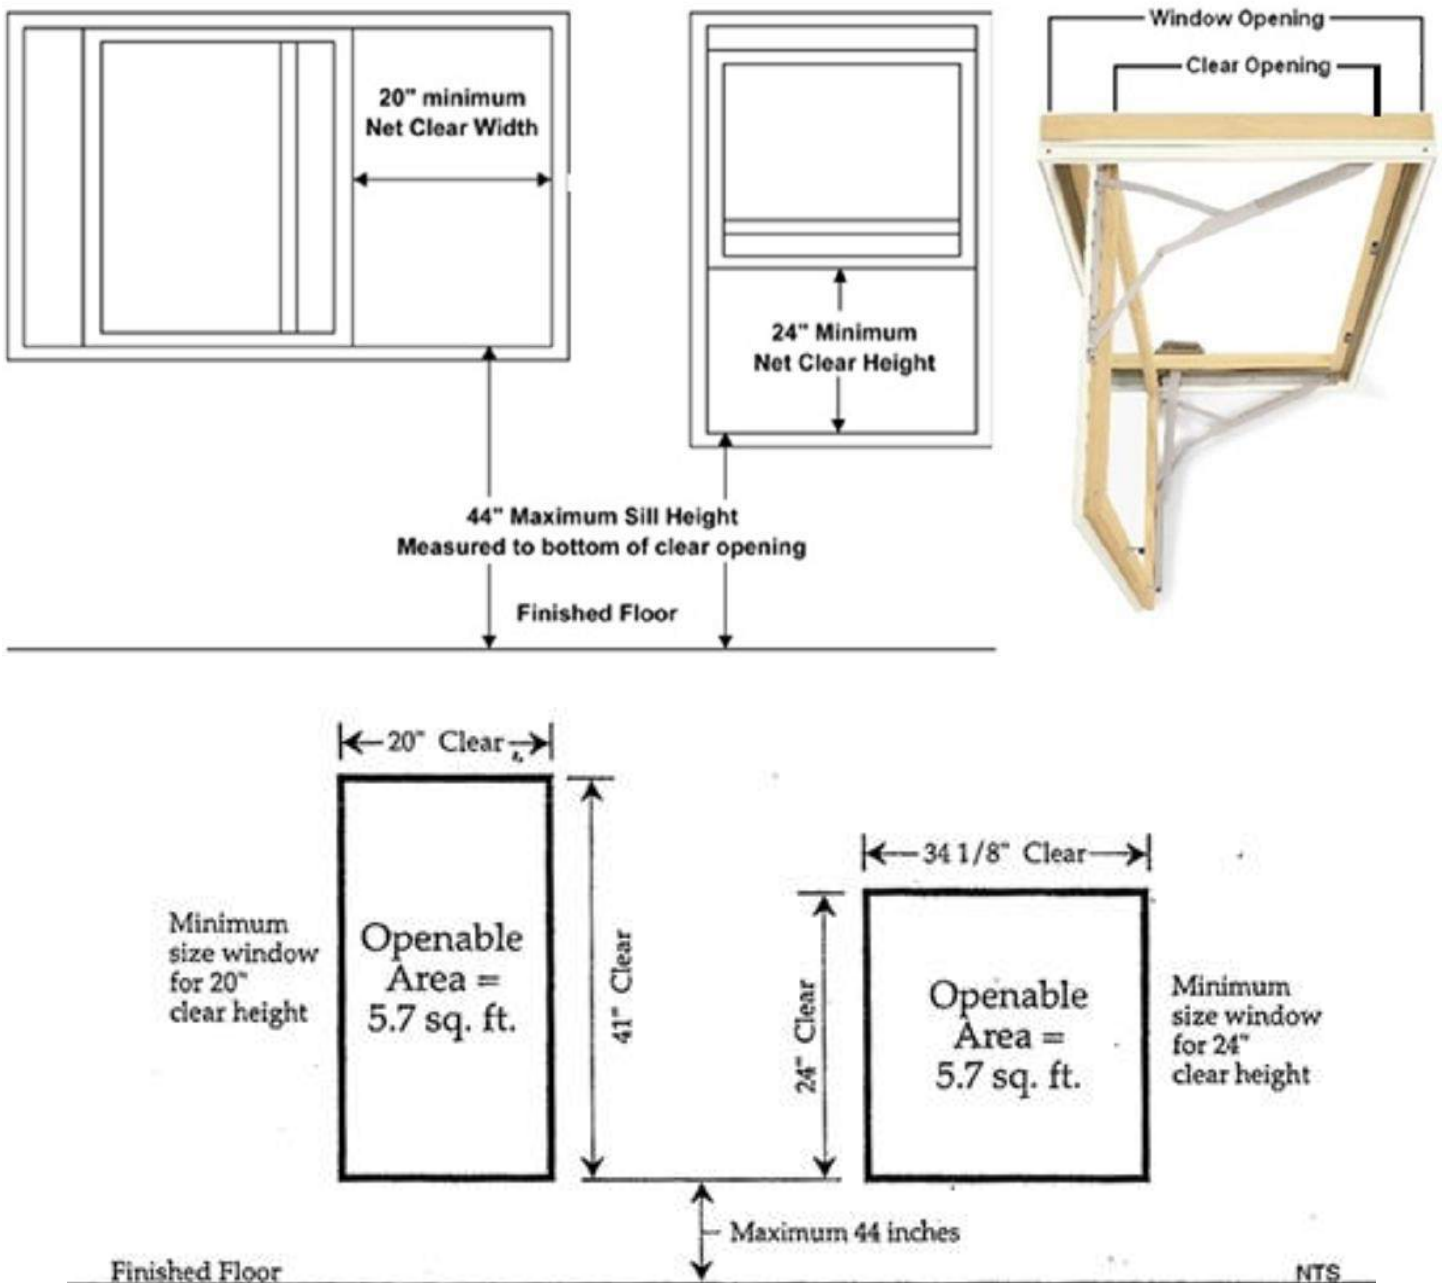 20" minimum
Net Clear Width
24" Minimum
Net Clear Height
Window Opening
Clear Opening
44" Maximum Sill Height
Measured to bottom of clear opening
Finished Floor
20" Clear
Minimum
size window
for 20"
clear height
Openable
Area =
5.7 sq. ft.
41" Clear
34 1/8" Clear
24" Clear
Openable
Area =
5.7 sq. ft.
Minimum
size window
for 24"
clear height
Maximum 44 inches
Finished Floor
NTS